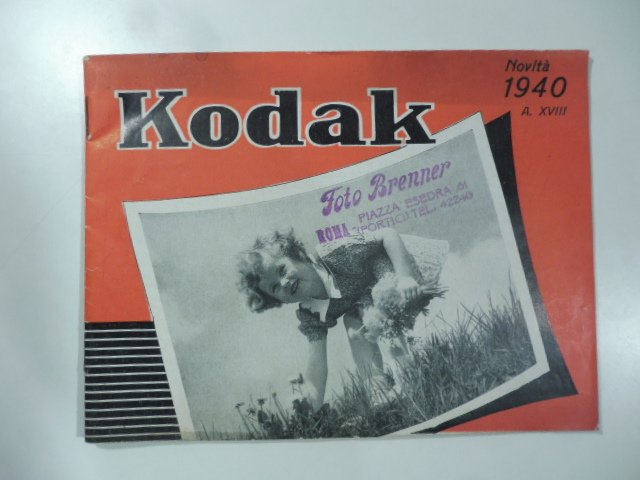 Kodak
Novità
1940
A. XVIII
Foto Brenner
PIAZZA ESEDRA, 61
ROMA (PORTICI) TEL. 42240